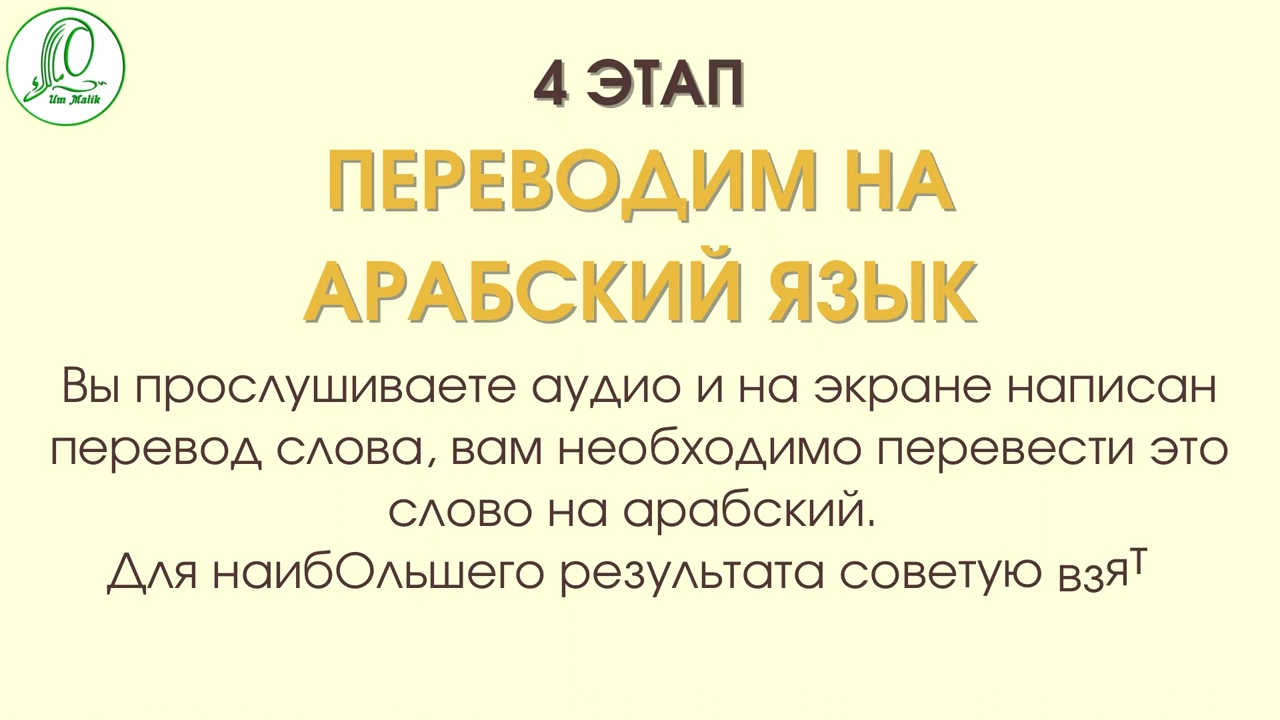 Um Malik
4 ЭТАП
ПЕРЕВОДИМ НА
АРАБСКИЙ ЯЗЫК
Вы прослушиваете аудио и на экране написан
перевод слова, вам необходимо перевести это
слово на арабский.
Для наибОльшего результата советую взят